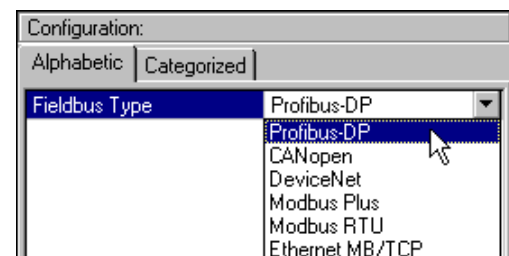 Configuration:
Alphabetic Categorized
Fieldbus Type Profibus-DP
Profibus-DP
CANopen
DeviceNet
Modbus Plus
Modbus RTU
Ethernet MB/TCP